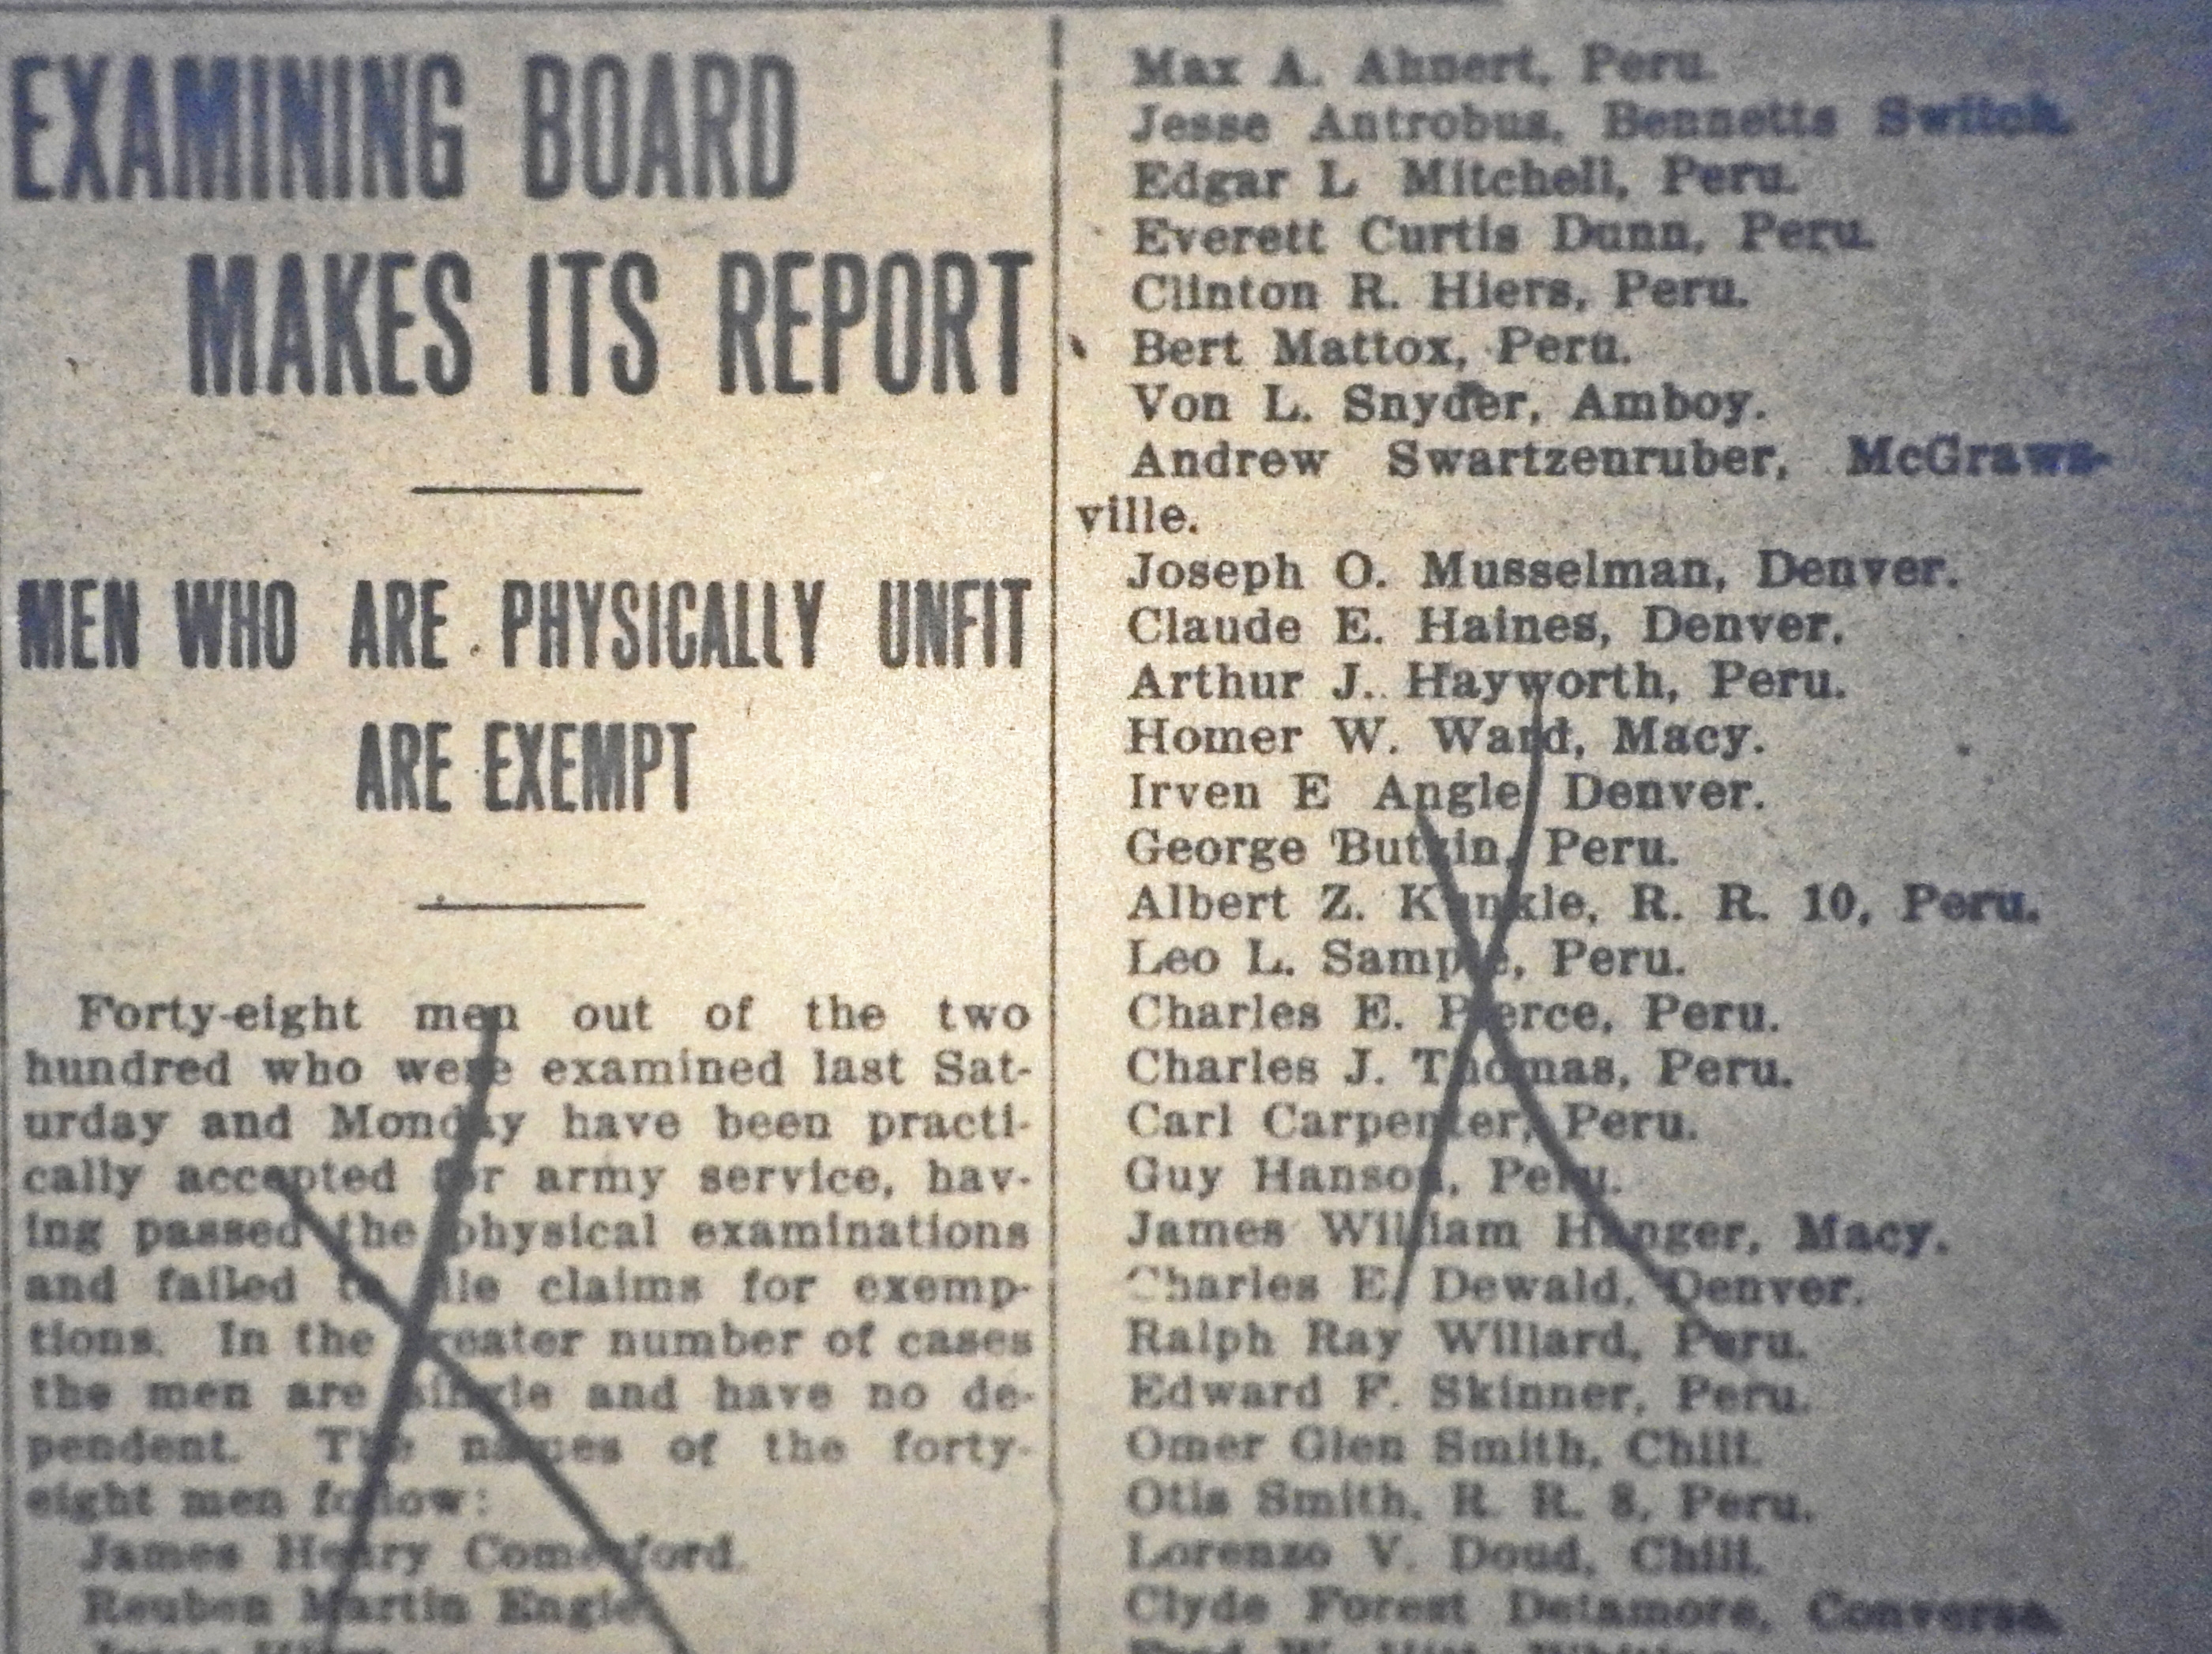 EXAMINING BOARD
MAKES ITS REPORT
MEN WHO ARE PHYSICALLY UNFIT
ARE EXEMPT
Forty-eight men out of the two
hundred who were examined last Sat-
urday and Monday have been practi-
cally accepted for army service, hav-
ing passed the physical examinations
and failed to file claims for exemp-
tions. In the greater number of cases
the men are single and have no de-
pendent. The names of the forty-
eight men follow:
James Henry Comerford.
Reuben Martin Engle.
Max A. Ahnert, Peru.
Jesse Antrobus, Bennetts Switch.
Edgar L Mitchell, Peru.
Everett Curtis Dunn, Peru.
Clinton R. Hiers, Peru.
Bert Mattox, Peru.
Von L. Snyder, Amboy.
Andrew Swartzenruber, McGraws-
ville.
Joseph O. Musselman, Denver.
Claude E. Haines, Denver.
Arthur J. Hayworth, Peru.
Homer W. Ward, Macy.
Irven E Angle, Denver.
George Butzin, Peru.
Albert Z. Kunkle, R. R. 10, Peru.
Leo L. Sample, Peru.
Charles E. Pierce, Peru.
Charles J. Thomas, Peru.
Carl Carpenter, Peru.
Guy Hanson, Peru.
James William Hunger, Macy.
Charles E. Dewald, Denver.
Ralph Ray Willard, Peru.
Edward F. Skinner, Peru.
Omer Glen Smith, Chili.
Otis Smith, R. R. 8, Peru.
Lorenzo V. Doud, Chili.
Clyde Forest Delamore, Converse.
Fred W.